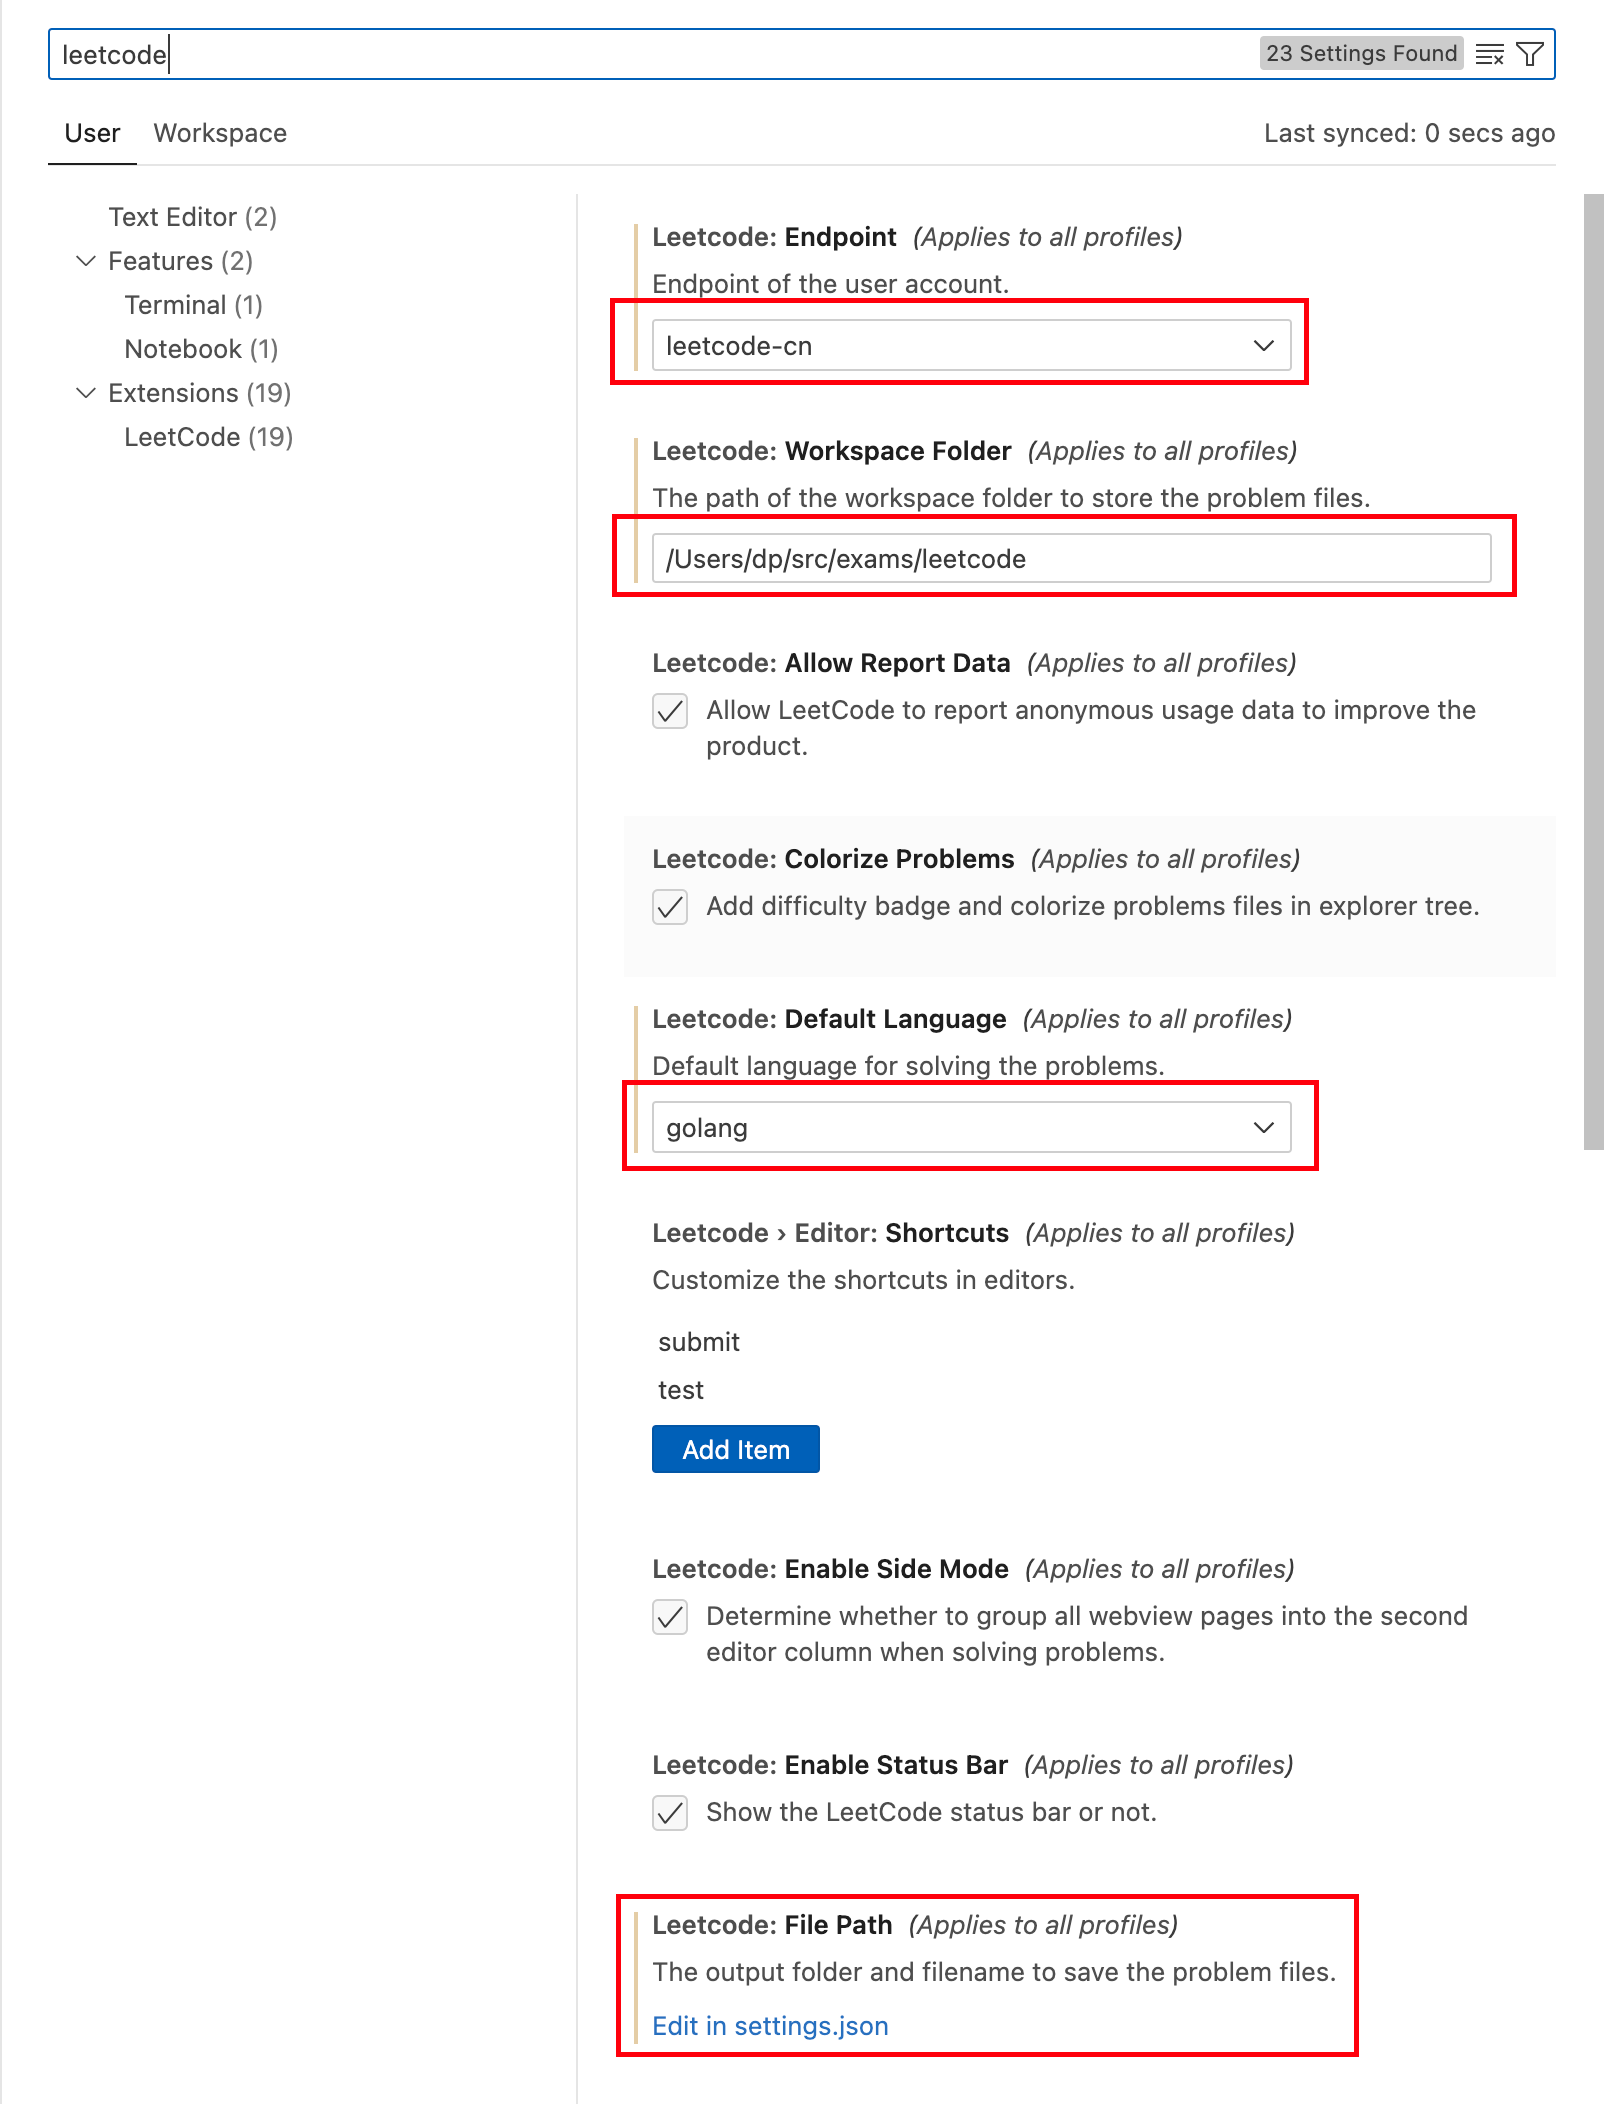 leetcode
23 Settings Found
User
Workspace
Last synced: 0 secs ago
Text Editor (2)
Features (2)
Terminal (1)
Notebook (1)
Extensions (19)
LeetCode (19)
Leetcode: Endpoint (Applies to all profiles)
Endpoint of the user account.
leetcode-cn
Leetcode: Workspace Folder (Applies to all profiles)
The path of the workspace folder to store the problem files.
/Users/dp/src/exams/leetcode
Leetcode: Allow Report Data (Applies to all profiles)
Allow LeetCode to report anonymous usage data to improve the
product.
Leetcode: Colorize Problems (Applies to all profiles)
Add difficulty badge and colorize problems files in explorer tree.
Leetcode: Default Language (Applies to all profiles)
Default language for solving the problems.
golang
Leetcode › Editor: Shortcuts (Applies to all profiles)
Customize the shortcuts in editors.
submit
test
Add Item
Leetcode: Enable Side Mode (Applies to all profiles)
Determine whether to group all webview pages into the second
editor column when solving problems.
Leetcode: Enable Status Bar (Applies to all profiles)
Show the LeetCode status bar or not.
Leetcode: File Path (Applies to all profiles)
The output folder and filename to save the problem files.
Edit in settings.json